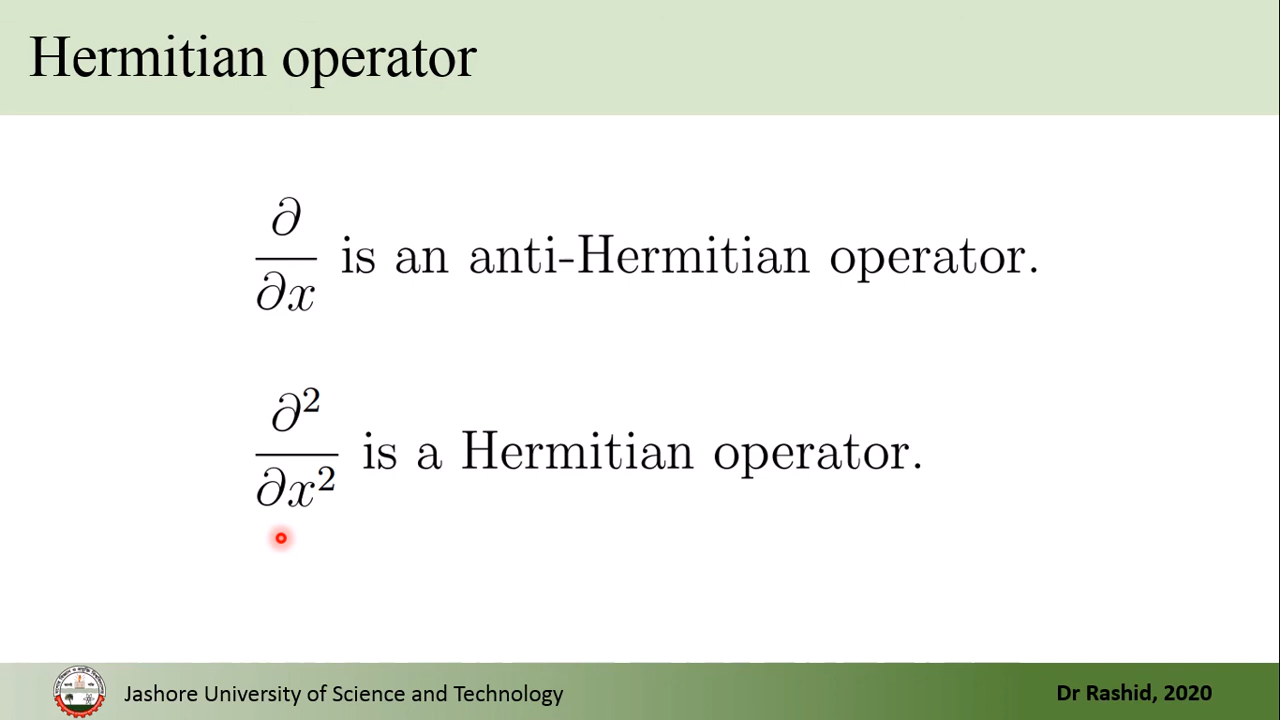 Hermitian operator
∂/∂x is an anti-Hermitian operator.
∂²/∂x² is a Hermitian operator.
Jashore University of Science and Technology
Dr Rashid, 2020